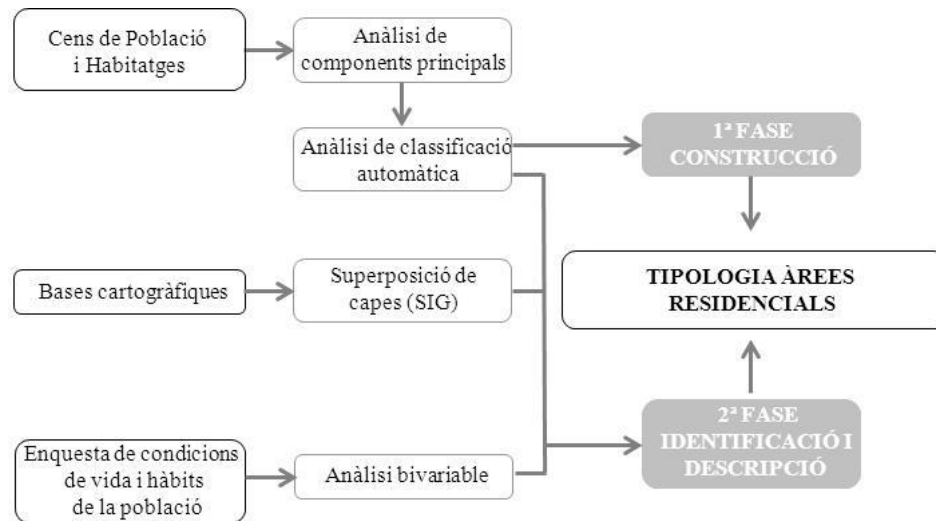 Cens de Població
i Habitatges
Anàlisi de
components principals
Anàlisi de classificació
automàtica
1ª FASE
CONSTRUCCIÓ
Bases cartogràfiques
Superposició de
capes (SIG)
TIPOLOGIA ÀREES
RESIDENCIALS
Enquesta de condicions
de vida i hàbits
de la població
Anàlisi bivariable
2ª FASE
IDENTIFICACIÓ I
DESCRIPCIÓ